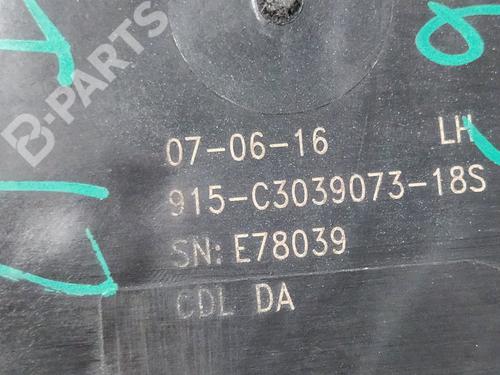 B-PARTS
07-06-16 LH
915-C3039073-18S
SN: E78039
CDL DA